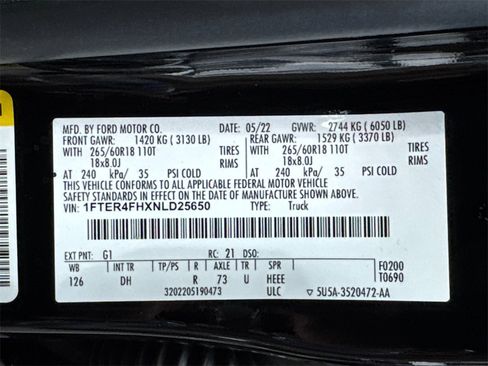 MFD. BY FORD MOTOR CO. DATE: 05/22 GVWR: 2744 KG ( 6050 LB)
FRONT GAWR: 1420 KG ( 3130 LB) REAR GAWR: 1529 KG ( 3370 LB)
WITH 265/60R18 110T TIRES WITH 265/60R18 110T TIRES
18x8.0J RIMS 18x8.0J RIMS
AT 240 kPa/ 35 PSI COLD AT 240 kPa/ 35 PSI COLD
THIS VEHICLE CONFORMS TO ALL APPLICABLE FEDERAL MOTOR VEHICLE
SAFETY STANDARDS IN EFFECT ON THE DATE OF MANUFACTURE SHOWN ABOVE.
VIN: 1FTER4FHXNLD25650 TYPE: Truck
EXT PNT: G1 RC: 21 DSO: F0200
WB INT TR TP/PS R AXLE TR SPR T0690
126 DH R 73 U HEEE
3202205190473 ULC ▽ 5U5A-3520472-AA